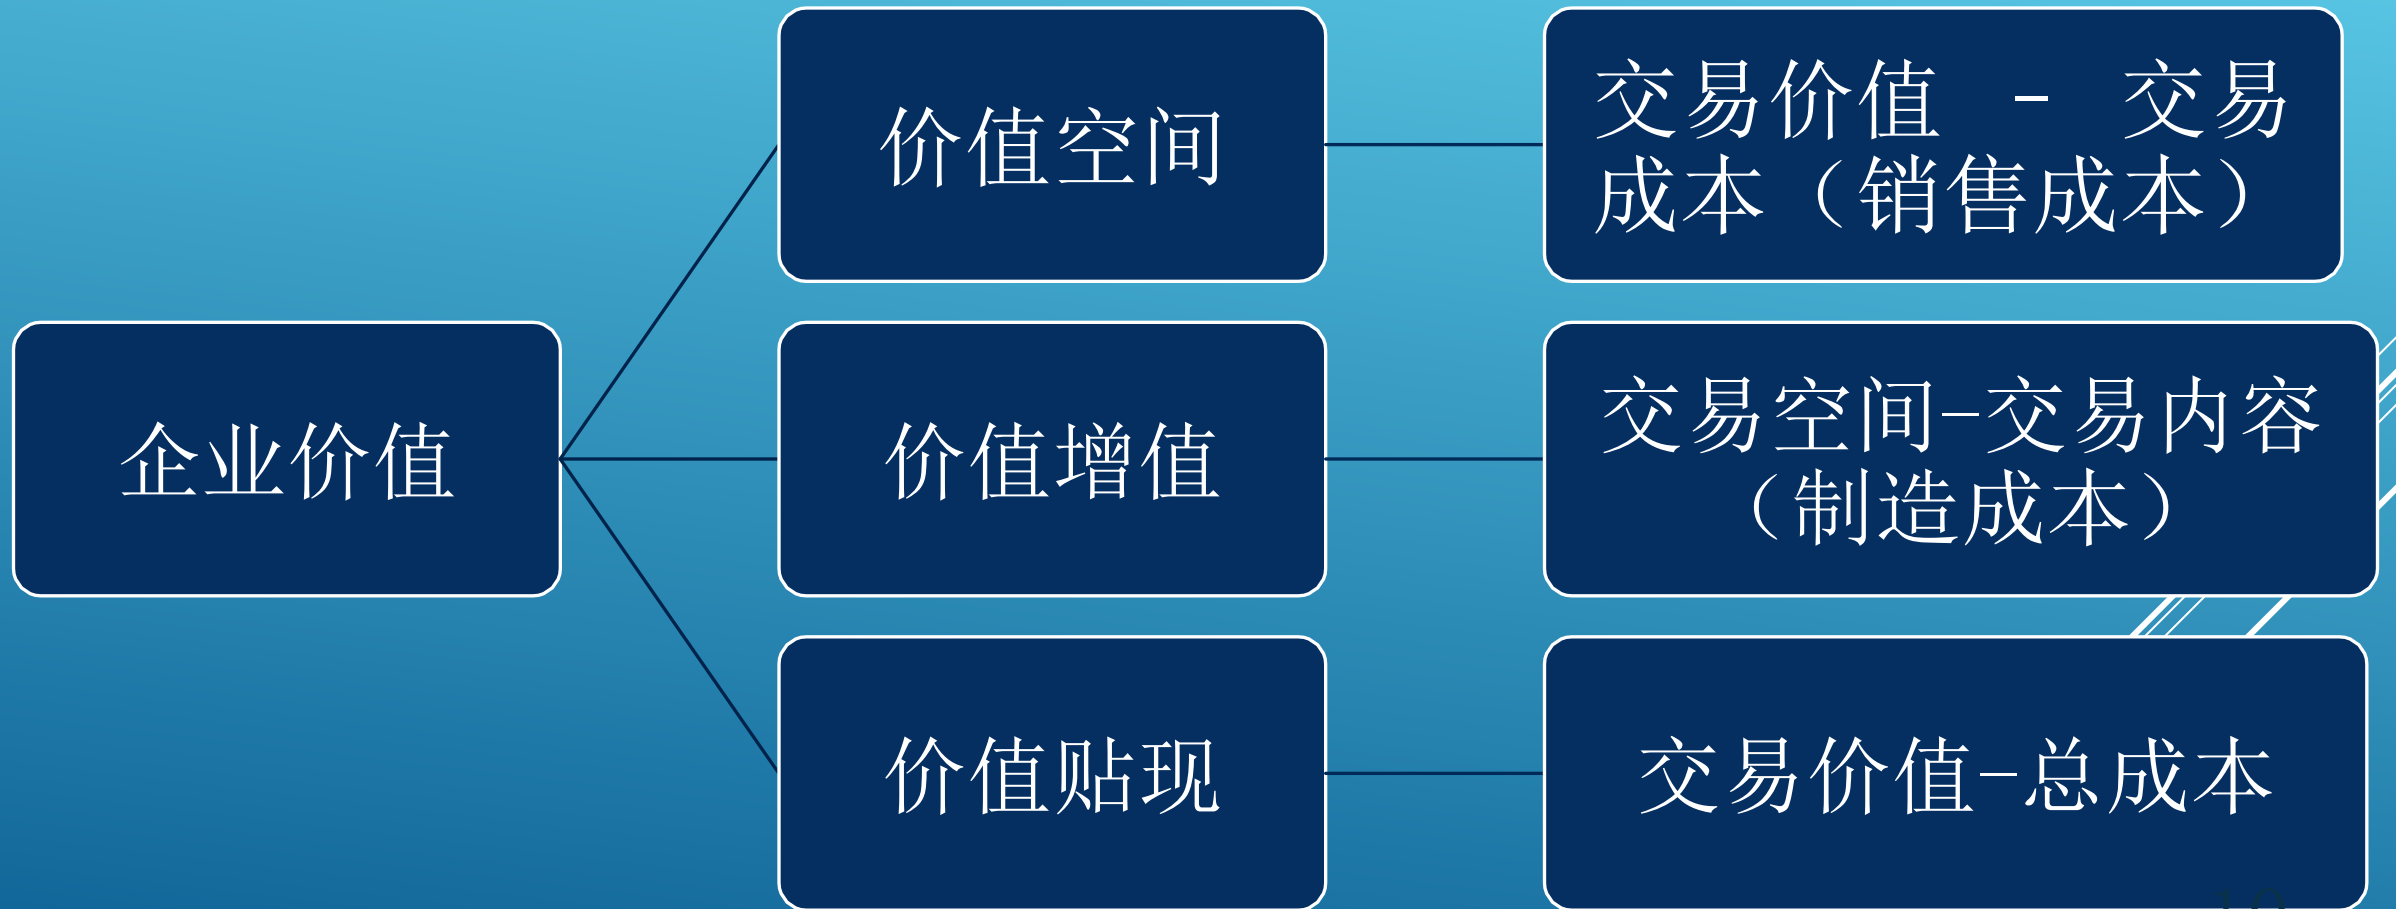 企业价值
价值空间
交易价值 - 交易
成本（销售成本）
价值增值
交易空间-交易内容
（制造成本）
价值贴现
交易价值-总成本